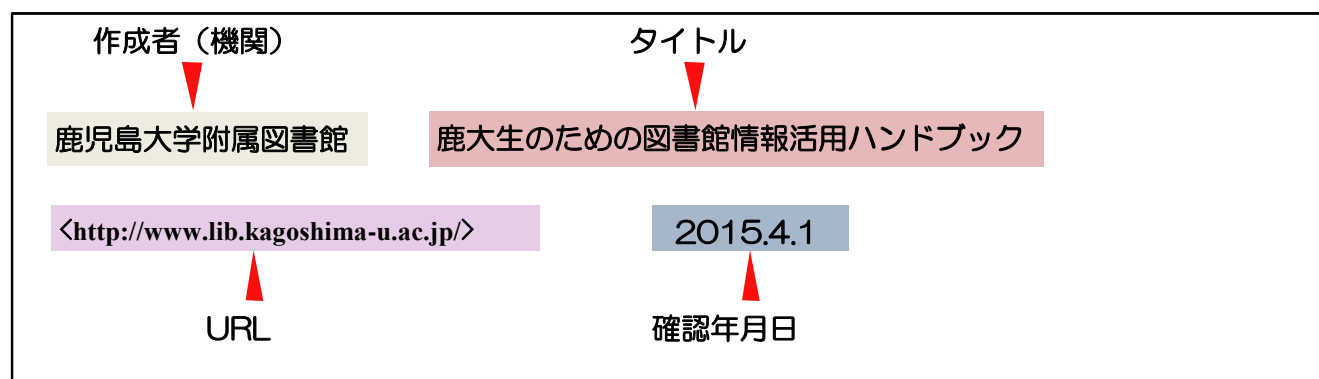 作成者（機関） タイトル
鹿児島大学附属図書館 鹿大生のための図書館情報活用ハンドブック
<http://www.lib.kagoshima-u.ac.jp/> 2015.4.1
URL 確認年月日